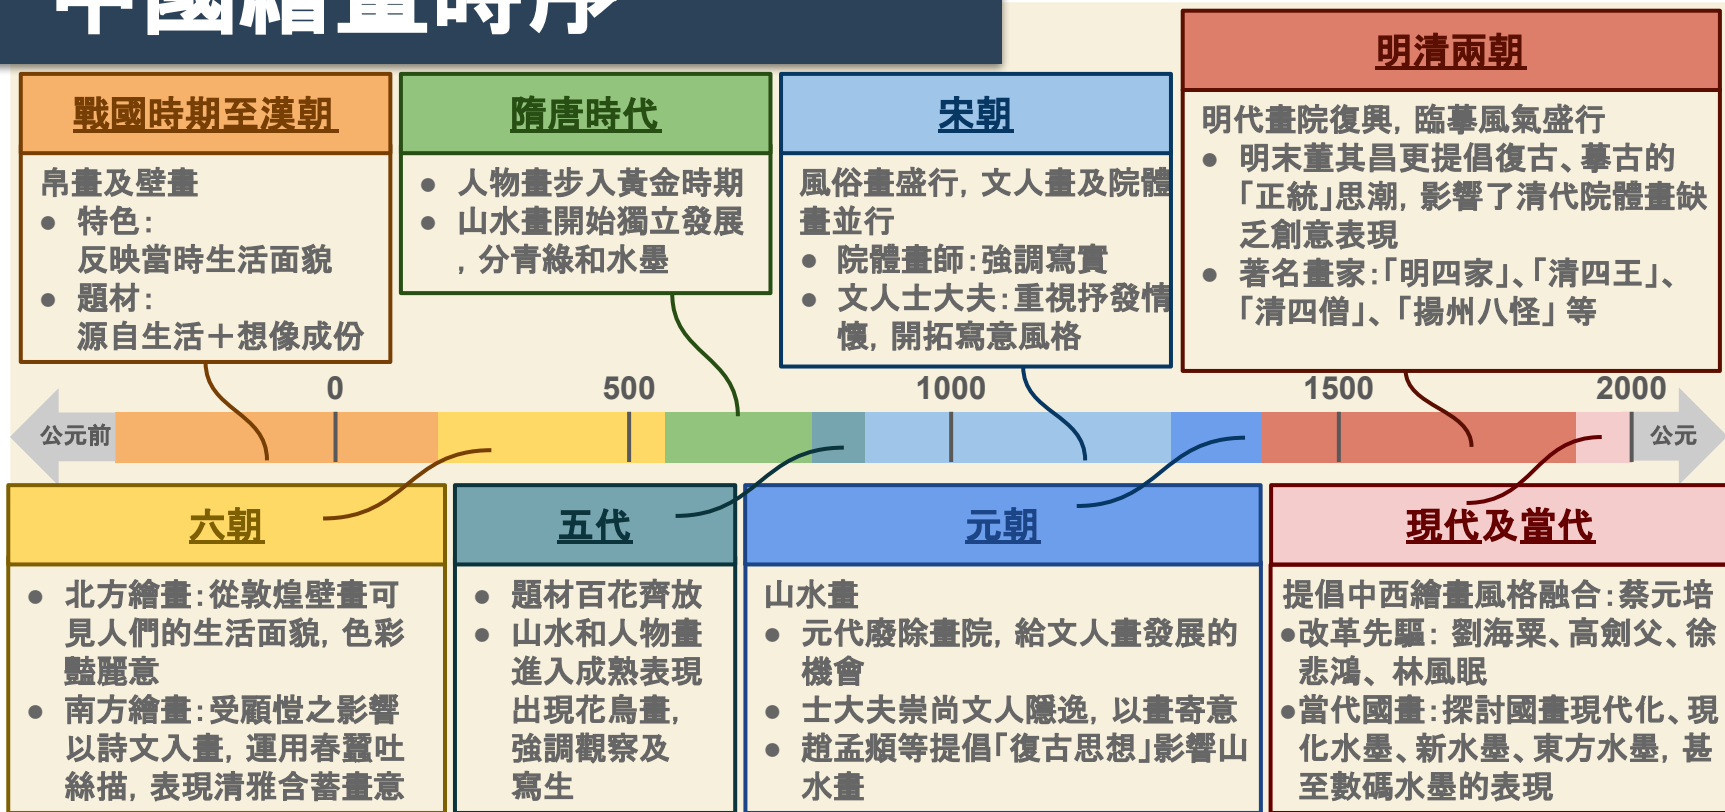 中國繪畫時序
戰國時期至漢朝
帛畫及壁畫
● 特色：
反映當時生活面貌
● 題材：
源自生活＋想像成份
隋唐時代
● 人物畫步入黃金時期
● 山水畫開始獨立發展
，分青綠和水墨
宋朝
風俗畫盛行，文人畫及院體
畫並行
● 院體畫師：強調寫實
● 文人士大夫：重視抒發情
懷，開拓寫意風格
明清兩朝
明代畫院復興，臨摹風氣盛行
● 明末董其昌更提倡復古、摹古的
「正統」思潮，影響了清代院體畫缺
乏創意表現
● 著名畫家：「明四家」、「清四王」、
「清四僧」、「揚州八怪」等
0 500 1000 1500 2000
公元前 公元
六朝
● 北方繪畫：從敦煌壁畫可
見人們的生活面貌，色彩
豔麗意
● 南方繪畫：受顧愷之影響
以詩文入畫，運用春蠶吐
絲描，表現清雅含蓄畫意
五代
● 題材百花齊放
● 山水和人物畫
進入成熟表現
出現花鳥畫，
強調觀察及
寫生
元朝
山水畫
● 元代廢除畫院，給文人畫發展的
機會
● 士大夫崇尚文人隱逸，以畫寄意
● 趙孟頫等提倡「復古思想」影響山
水畫
現代及當代
提倡中西繪畫風格融合：蔡元培
●改革先驅：劉海粟、高劍父、徐
悲鴻、林風眠
●當代國畫：探討國畫現代化、現
化水墨、新水墨、東方水墨，甚
至數碼水墨的表現